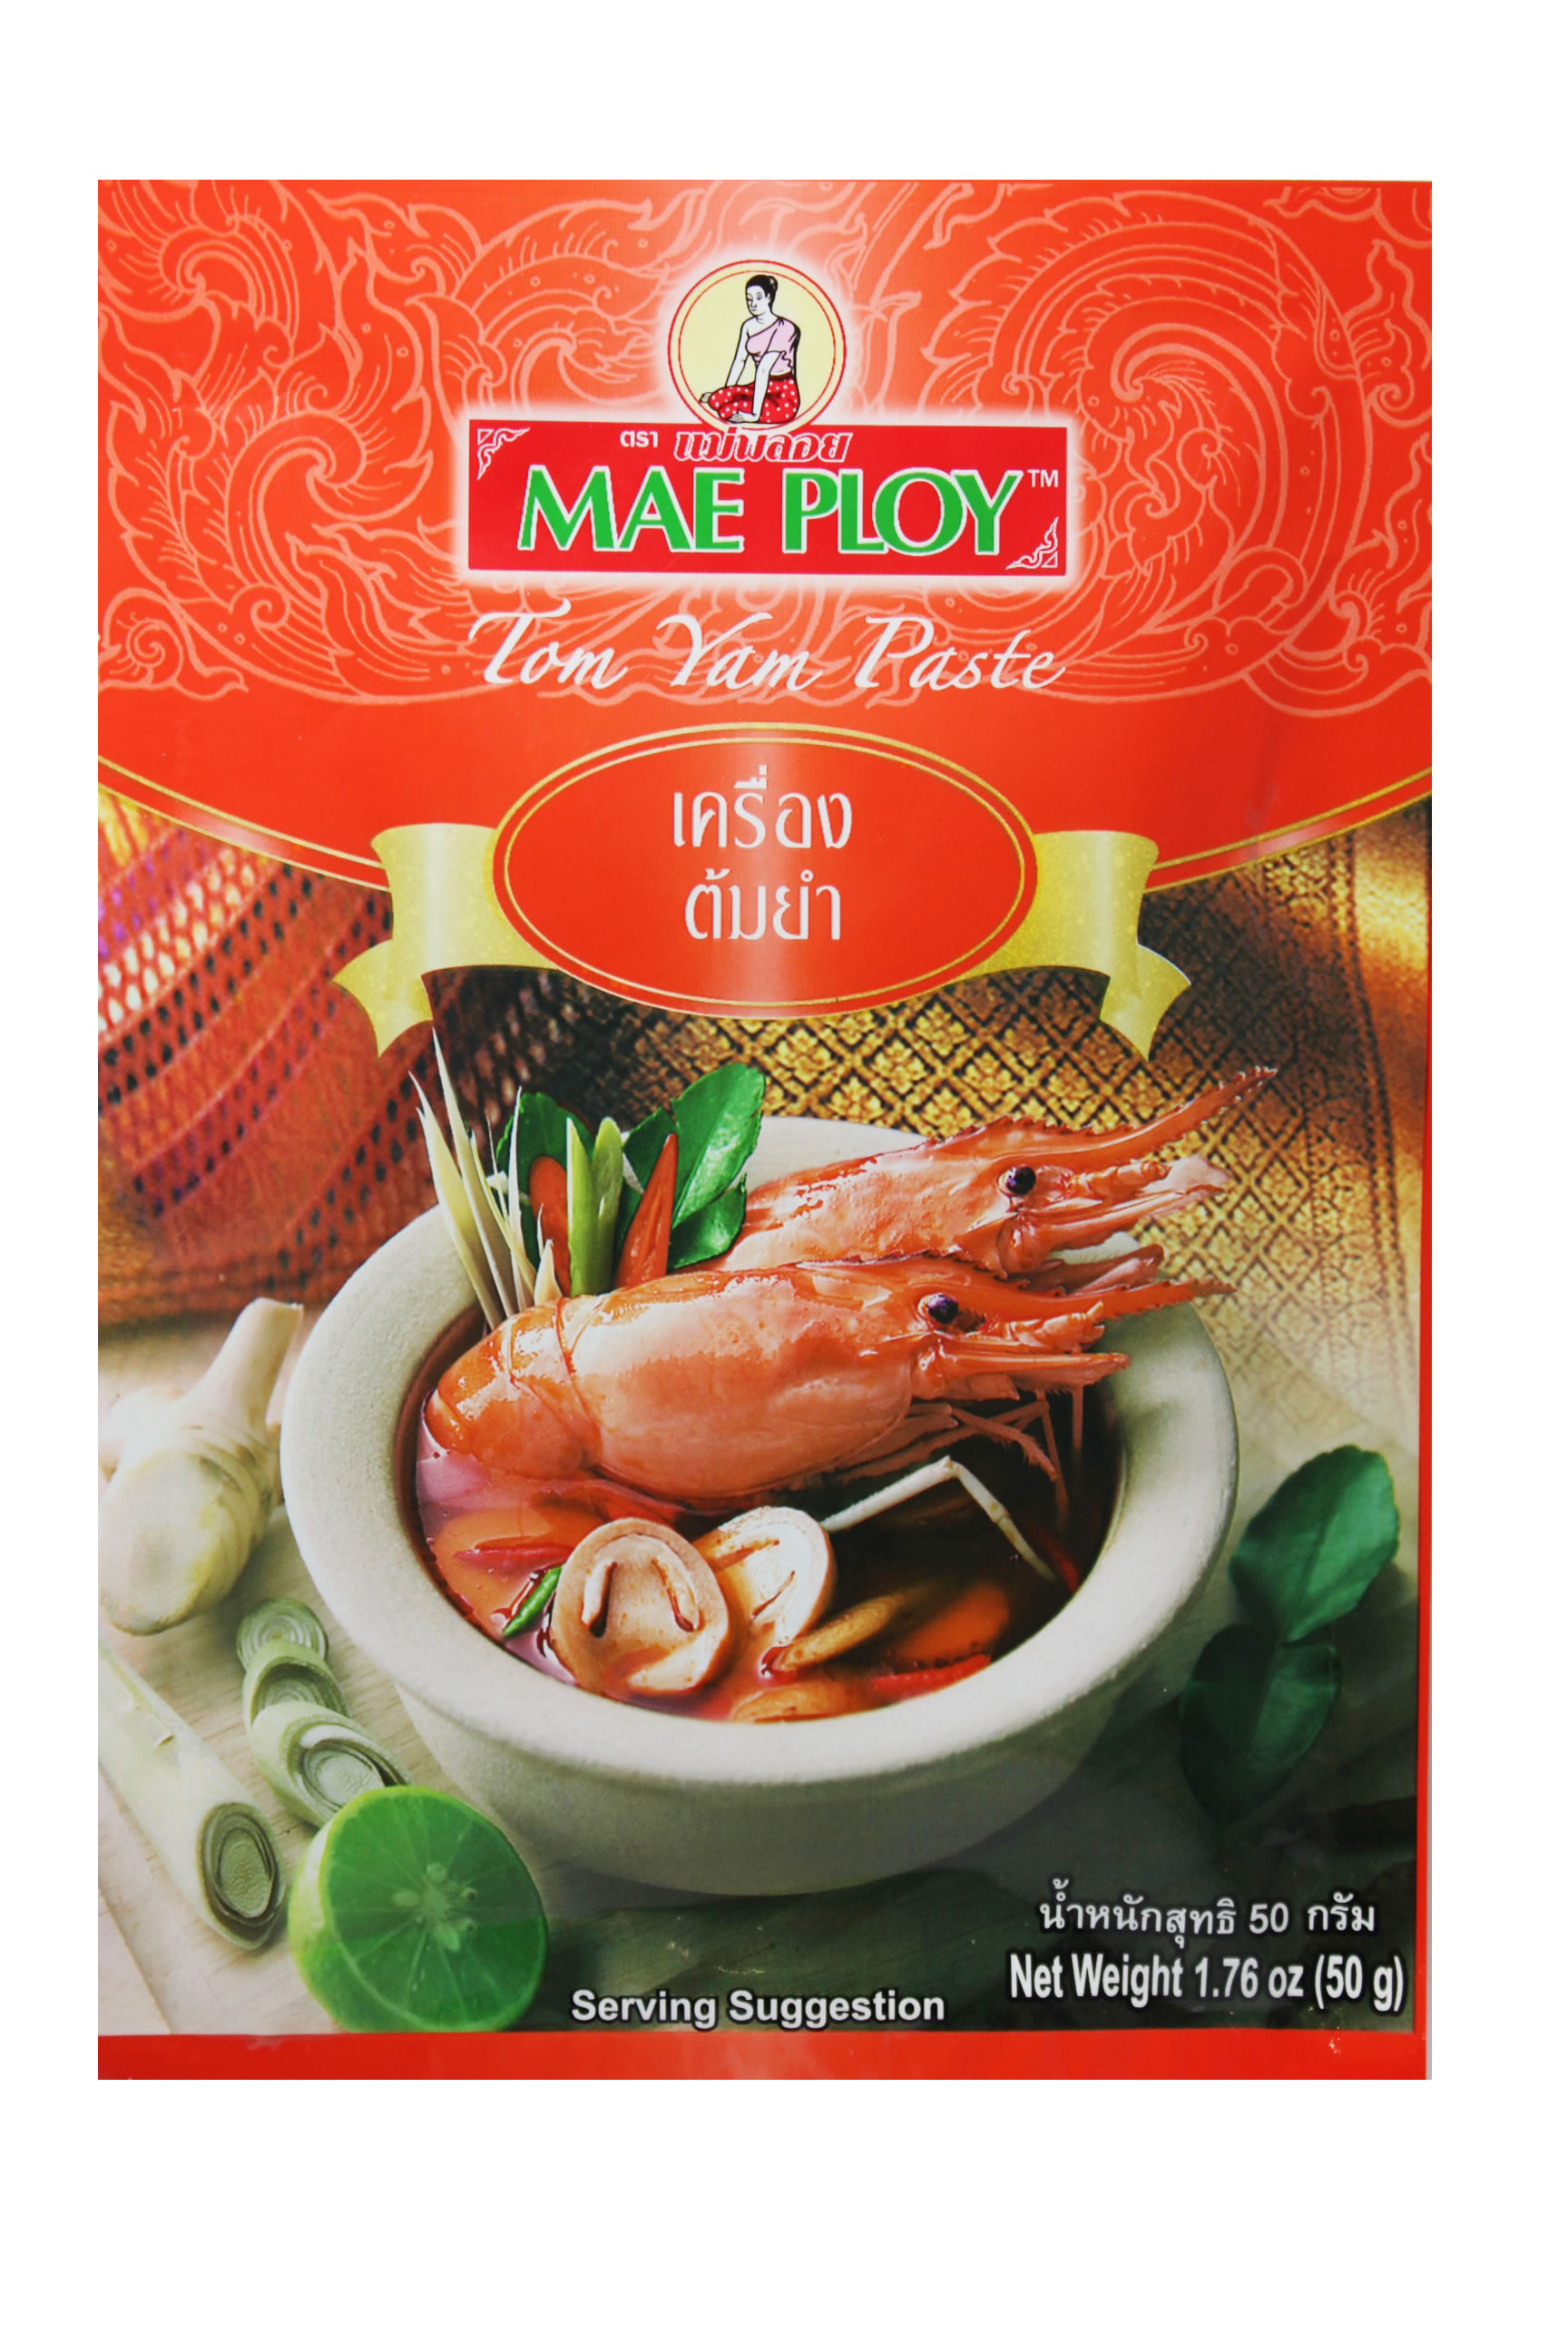 ตรา แม่พลอย
MAE PLOY™
Tom Yam Paste
เครื่อง
ต้มยำ
น้ำหนักสุทธิ 50 กรัม
Net Weight 1.76 oz (50 g)
Serving Suggestion